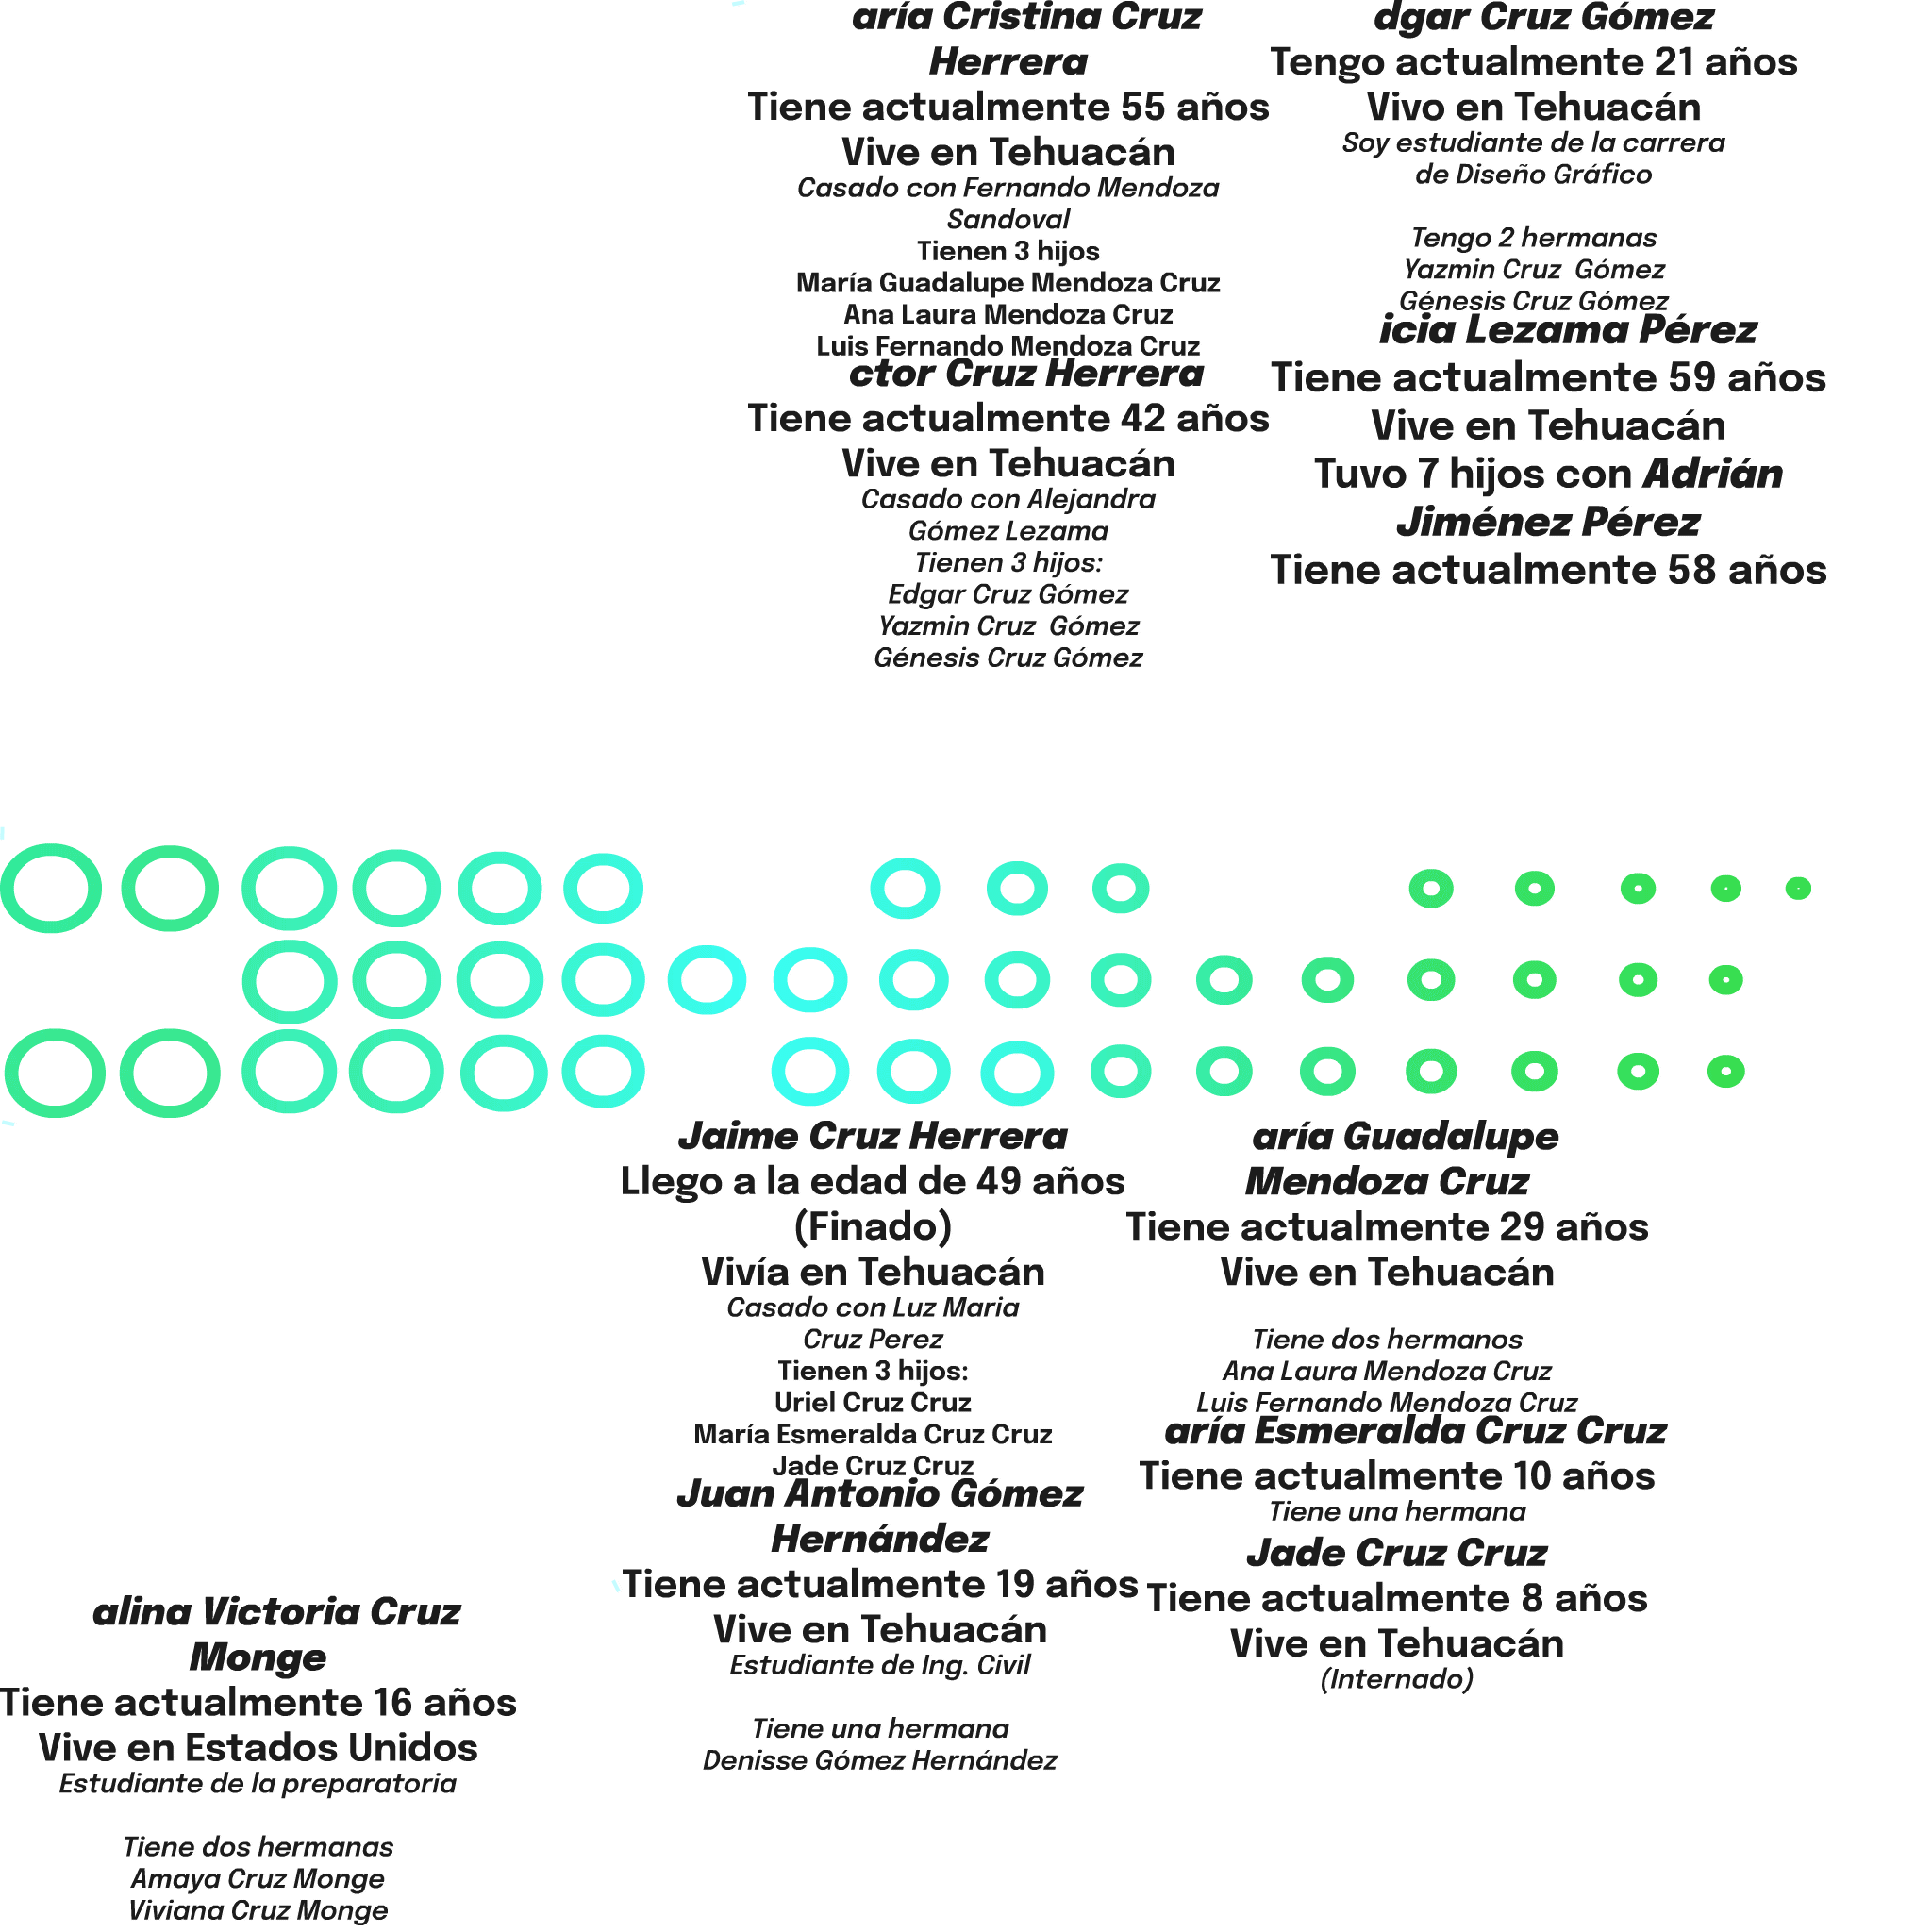 aría Cristina Cruz
Herrera
Tiene actualmente 55 años
Vive en Tehuacán
Casado con Fernando Mendoza
Sandoval
Tienen 3 hijos
María Guadalupe Mendoza Cruz
Ana Laura Mendoza Cruz
Luis Fernando Mendoza Cruz
ctor Cruz Herrera
Tiene actualmente 42 años
Vive en Tehuacán
Casado con Alejandra
Gómez Lezama
Tienen 3 hijos:
Edgar Cruz Gómez
Yazmin Cruz Gómez
Génesis Cruz Gómez
dgar Cruz Gómez
Tengo actualmente 21 años
Vivo en Tehuacán
Soy estudiante de la carrera
de Diseño Gráfico
Tengo 2 hermanas
Yazmin Cruz Gómez
Génesis Cruz Gómez
icia Lezama Pérez
Tiene actualmente 59 años
Vive en Tehuacán
Tuvo 7 hijos con Adrián
Jiménez Pérez
Tiene actualmente 58 años
alina Victoria Cruz
Monge
Tiene actualmente 16 años
Vive en Estados Unidos
Estudiante de la preparatoria
Tiene dos hermanas
Amaya Cruz Monge
Viviana Cruz Monge
Jaime Cruz Herrera
Llego a la edad de 49 años
(Finado)
Vivía en Tehuacán
Casado con Luz Maria
Cruz Perez
Tienen 3 hijos:
Uriel Cruz Cruz
María Esmeralda Cruz Cruz
Jade Cruz Cruz
Juan Antonio Gómez
Hernández
Tiene actualmente 19 años
Vive en Tehuacán
Estudiante de Ing. Civil
Tiene una hermana
Denisse Gómez Hernández
aría Guadalupe
Mendoza Cruz
Tiene actualmente 29 años
Vive en Tehuacán
Tiene dos hermanos
Ana Laura Mendoza Cruz
Luis Fernando Mendoza Cruz
aría Esmeralda Cruz Cruz
Tiene actualmente 10 años
Tiene una hermana
Jade Cruz Cruz
Tiene actualmente 8 años
Vive en Tehuacán
(Internado)